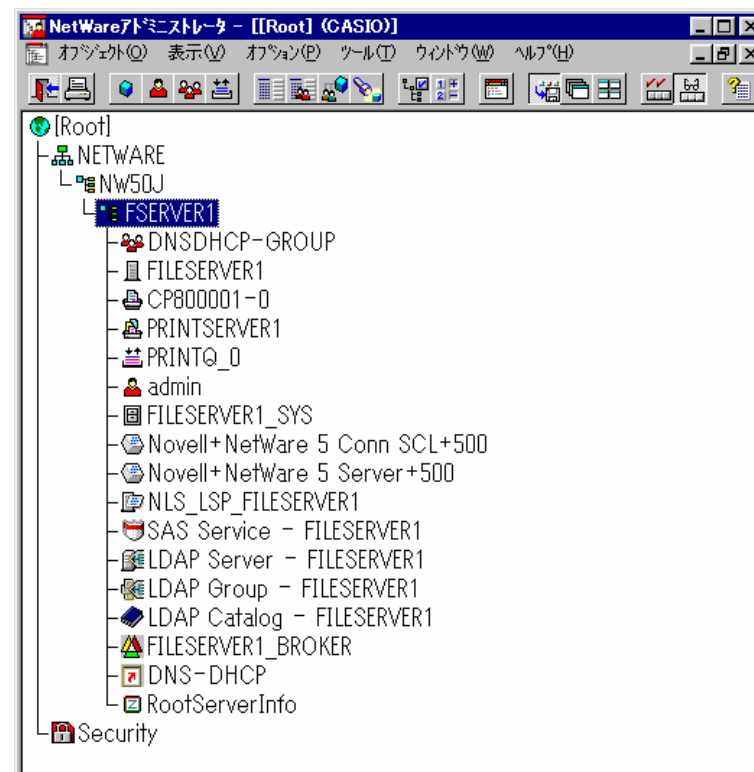 NetWareｱﾄﾞﾐﾆｽﾄﾚｰﾀ - [[Root] (CASIO)]
ｵﾌﾞｼﾞｪｸﾄ(O) 表示(V) ｵﾌﾟｼｮﾝ(P) ﾂｰﾙ(T) ｳｨﾝﾄﾞｳ(W) ﾍﾙﾌﾟ(H)
[Root]
NETWARE
NW50J
FSERVER1
DNSDHCP-GROUP
FILESERVER1
CP800001-0
PRINTSERVER1
PRINTQ_0
admin
FILESERVER1_SYS
Novell+NetWare 5 Conn SCL+500
Novell+NetWare 5 Server+500
NLS_LSP_FILESERVER1
SAS Service - FILESERVER1
LDAP Server - FILESERVER1
LDAP Group - FILESERVER1
LDAP Catalog - FILESERVER1
FILESERVER1_BROKER
DNS-DHCP
RootServerInfo
Security